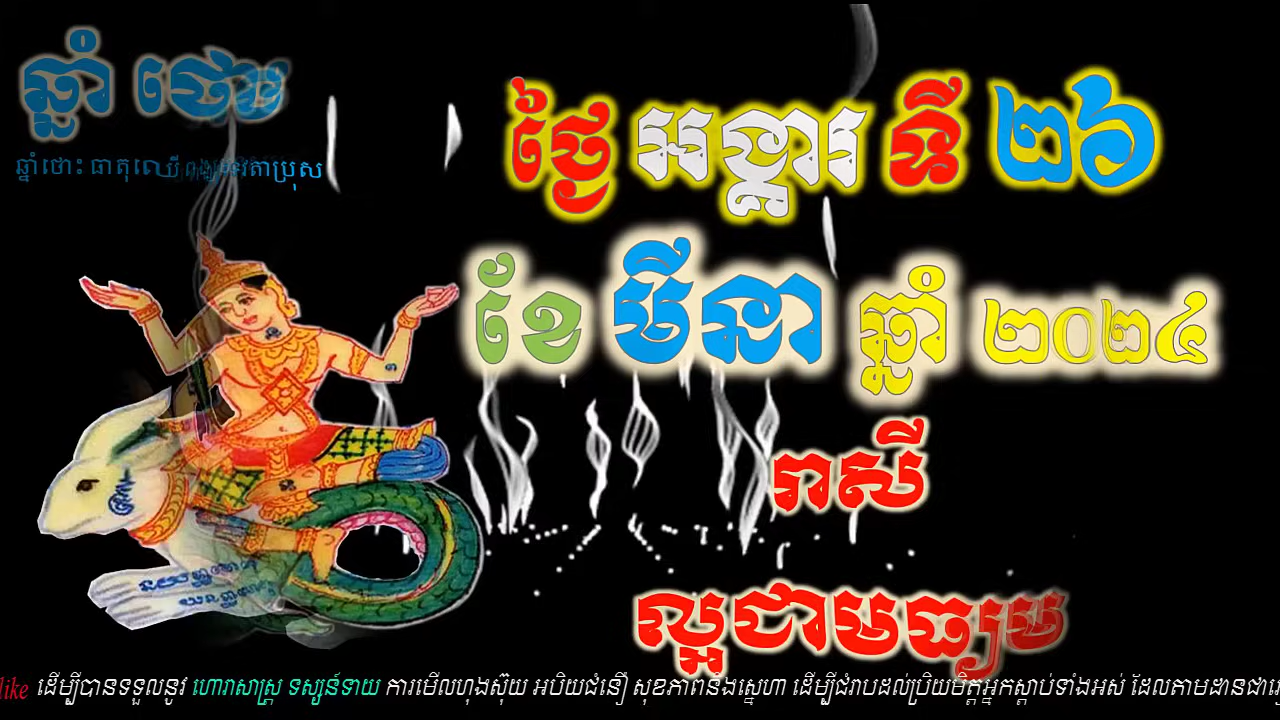 ឆ្នាំ ថោះ
ឆ្នាំថោះ ធាតុឈើ
ថ្ងៃ អង្គារ ទី ២៦
ខែ មីនា ឆ្នាំ ២០២៤
រាសី
ល្អជាមធ្យម
like ដើម្បីបានទទួលនូវ ហោរាសាស្ត្រ ទស្សន៍ទាយ ការមើលហុងស៊ុយ អបិយជំនឿ សុខភាពនិងស្នេហា ដើម្បីជំរាបដល់ប្រិយមិត្តអ្នកស្តាប់ទាំងអស់ ដែលតាមដានជា